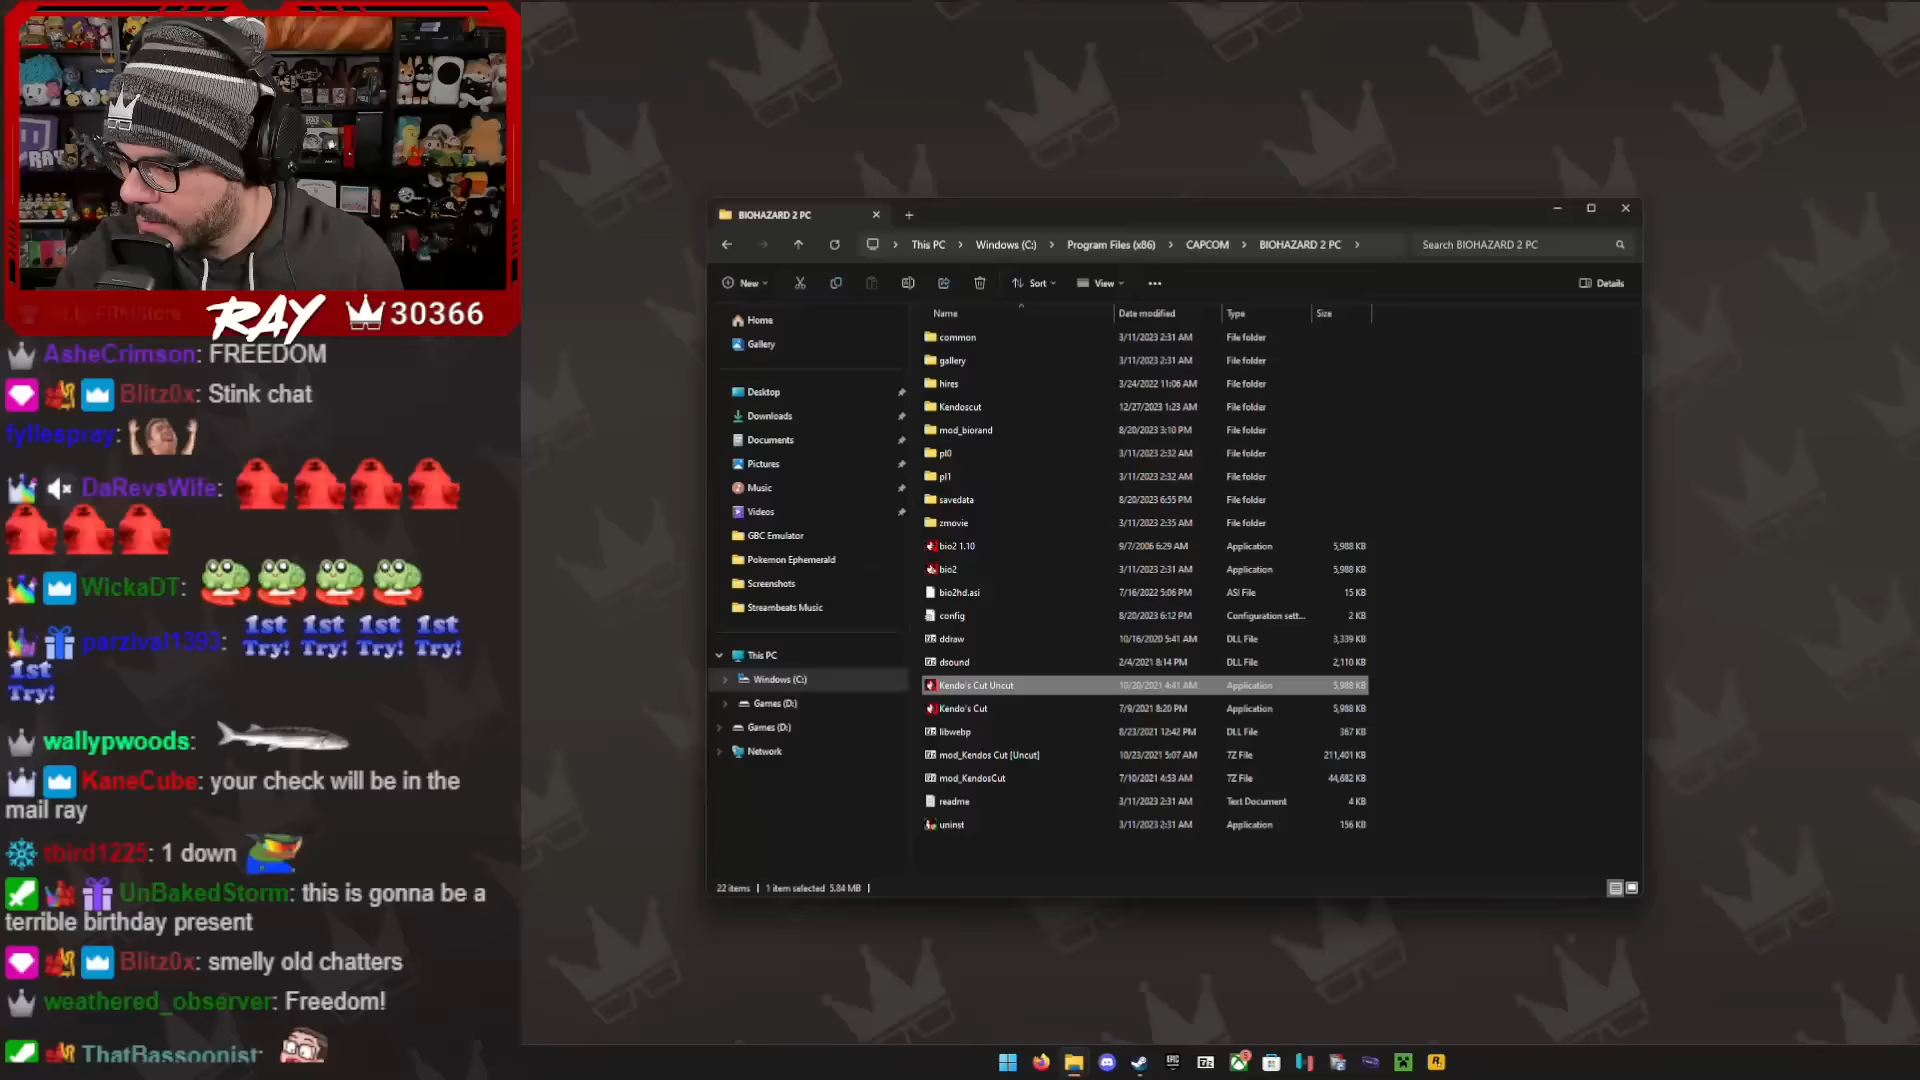 RAY
30366
AsheCrimson: FREEDOM
Blitz0x: Stink chat
fyllespray:
DaRevsWife:
WickaDT:
parzival1393: 1st Try! 1st Try! 1st Try! 1st Try!
1st Try!
wallypwoods:
KaneCube: your check will be in the
mail ray
tbird1225: 1 down
UnBakedStorm: this is gonna be a
terrible birthday present
Blitz0x: smelly old chatters
weathered_observer: Freedom!
ThatBassoonist:
BIOHAZARD 2 PC
This PC > Windows (C:) > Program Files (x86) > CAPCOM > BIOHAZARD 2 PC >
Search BIOHAZARD 2 PC
New
Sort
View
Details
Home
Gallery
Desktop
Downloads
Documents
Pictures
Music
Videos
GBC Emulator
Pokemon Ephemerald
Screenshots
Streambeats Music
This PC
Windows (C:)
Games (D:)
Games (D:)
Network
Name Date modified Type Size
common 3/11/2023 2:31 AM File folder
gallery 3/11/2023 2:31 AM File folder
hires 3/24/2022 11:06 AM File folder
Kendoscut 12/27/2023 1:23 AM File folder
mod_biorand 8/20/2023 3:10 PM File folder
pl0 3/11/2023 2:32 AM File folder
pl1 3/11/2023 2:32 AM File folder
savedata 8/20/2023 6:55 PM File folder
zmovie 3/11/2023 2:35 AM File folder
bio2 1.10 9/7/2006 6:29 AM Application 5,988 KB
bio2 3/11/2023 2:31 AM Application 5,988 KB
bio2hd.asi 7/16/2022 5:06 PM ASI File 15 KB
config 8/20/2023 6:12 PM Configuration sett... 2 KB
ddraw 10/16/2020 5:41 AM DLL File 3,339 KB
dsound 2/4/2021 8:14 PM DLL File 2,110 KB
Kendo's Cut Uncut 10/20/2021 4:41 AM Application 5,988 KB
Kendo's Cut 7/9/2021 8:20 PM Application 5,988 KB
libwebp 8/23/2021 12:42 PM DLL File 367 KB
mod_Kendos Cut [Uncut] 10/23/2021 5:07 AM 7Z File 211,401 KB
mod_KendosCut 7/10/2021 4:53 AM 7Z File 44,682 KB
readme 3/11/2023 2:31 AM Text Document 4 KB
uninst 3/11/2023 2:31 AM Application 156 KB
22 items | 1 item selected 5.84 MB |